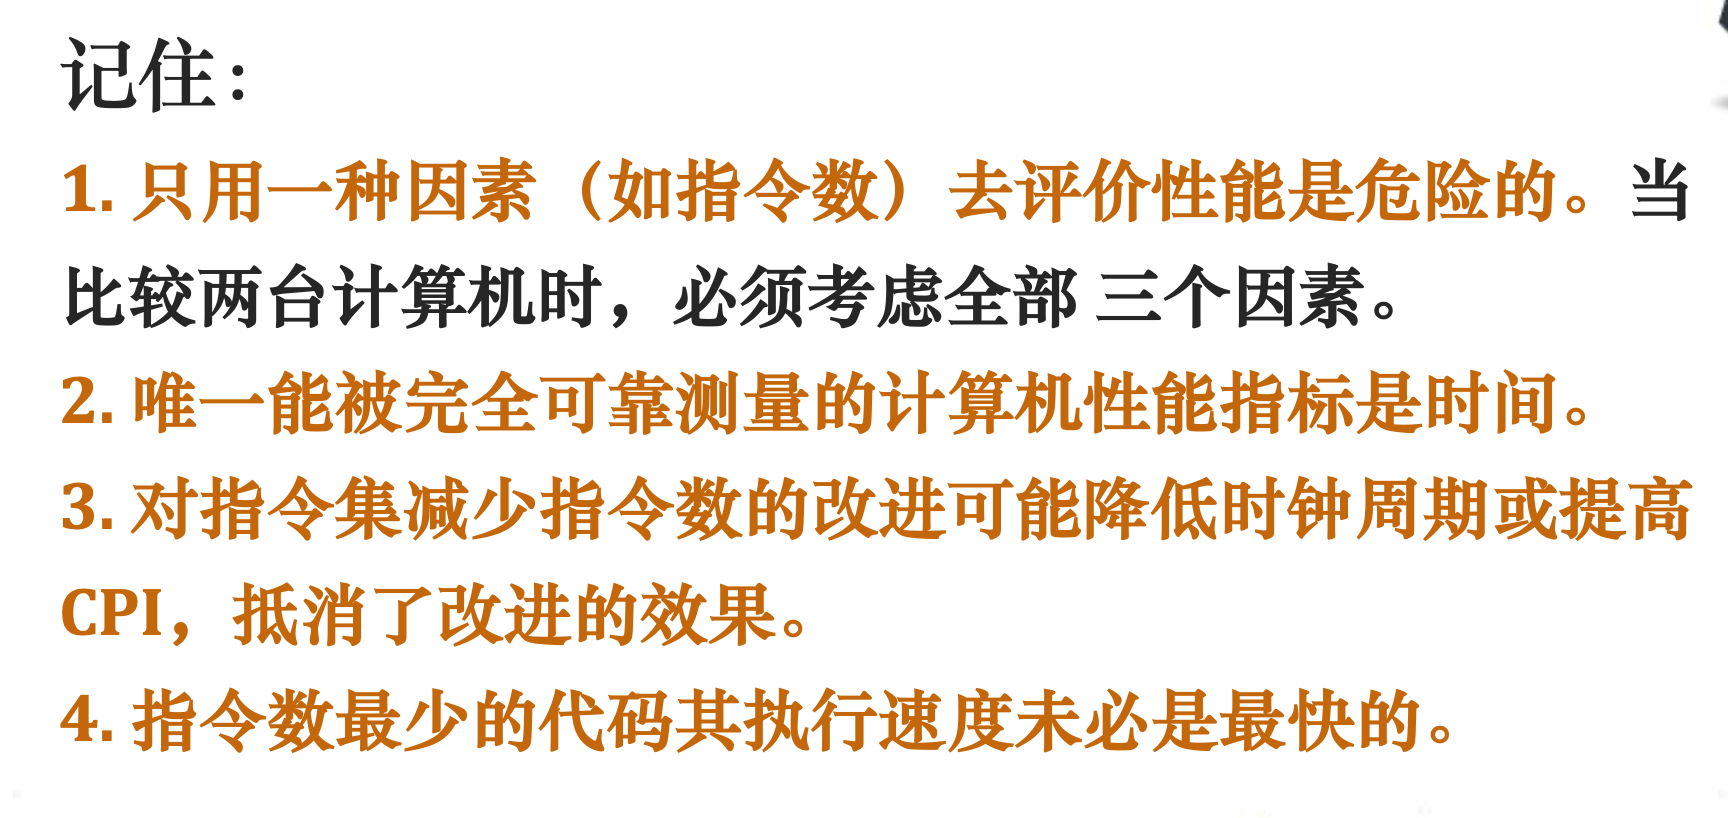 记住：
1. 只用一种因素（如指令数）去评价性能是危险的。当
比较两台计算机时，必须考虑全部 三个因素。
2. 唯一能被完全可靠测量的计算机性能指标是时间。
3. 对指令集减少指令数的改进可能降低时钟周期或提高
CPI，抵消了改进的效果。
4. 指令数最少的代码其执行速度未必是最快的。